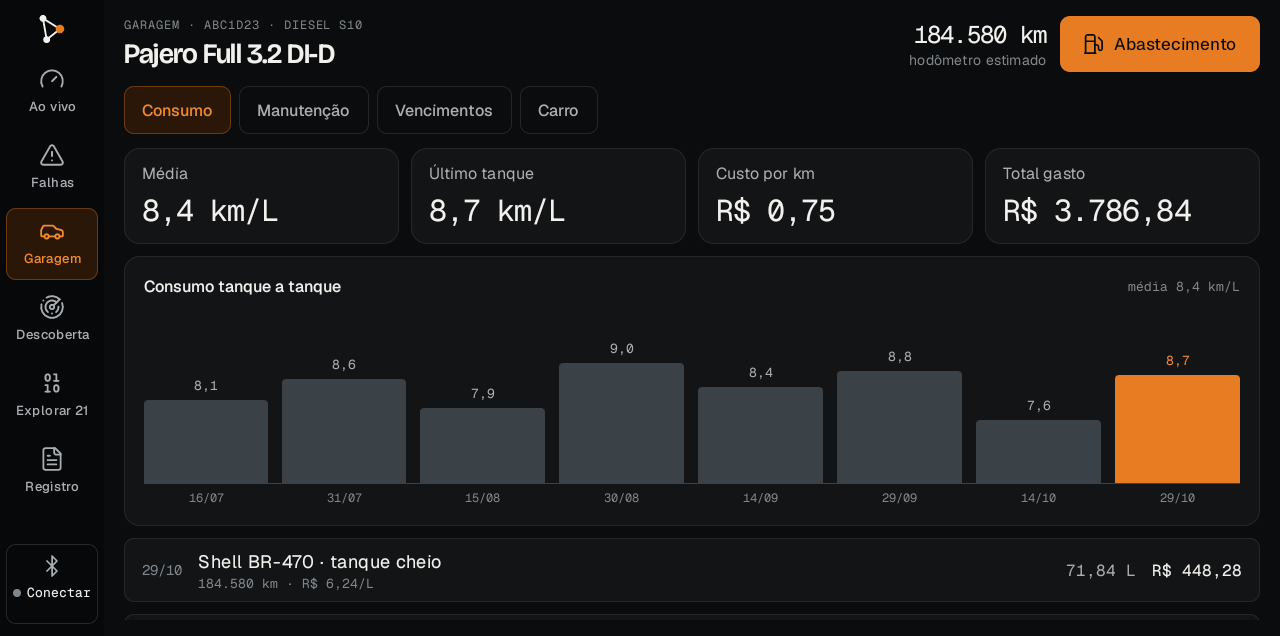 GARAGEM · ABC1D23 · DIESEL S10
Pajero Full 3.2 DI-D
184.580 km
hodômetro estimado
Abastecimento
Ao vivo
Falhas
Garagem
Descoberta
01
10
Explorar 21
Registro
Conectar
Consumo
Manutenção
Vencimentos
Carro
Média
8,4 km/L
Último tanque
8,7 km/L
Custo por km
R$ 0,75
Total gasto
R$ 3.786,84
Consumo tanque a tanque
média 8,4 km/L
8,1
8,6
7,9
9,0
8,4
8,8
7,6
8,7
16/07
31/07
15/08
30/08
14/09
29/09
14/10
29/10
29/10
Shell BR-470 · tanque cheio
184.580 km · R$ 6,24/L
71,84 L
R$ 448,28